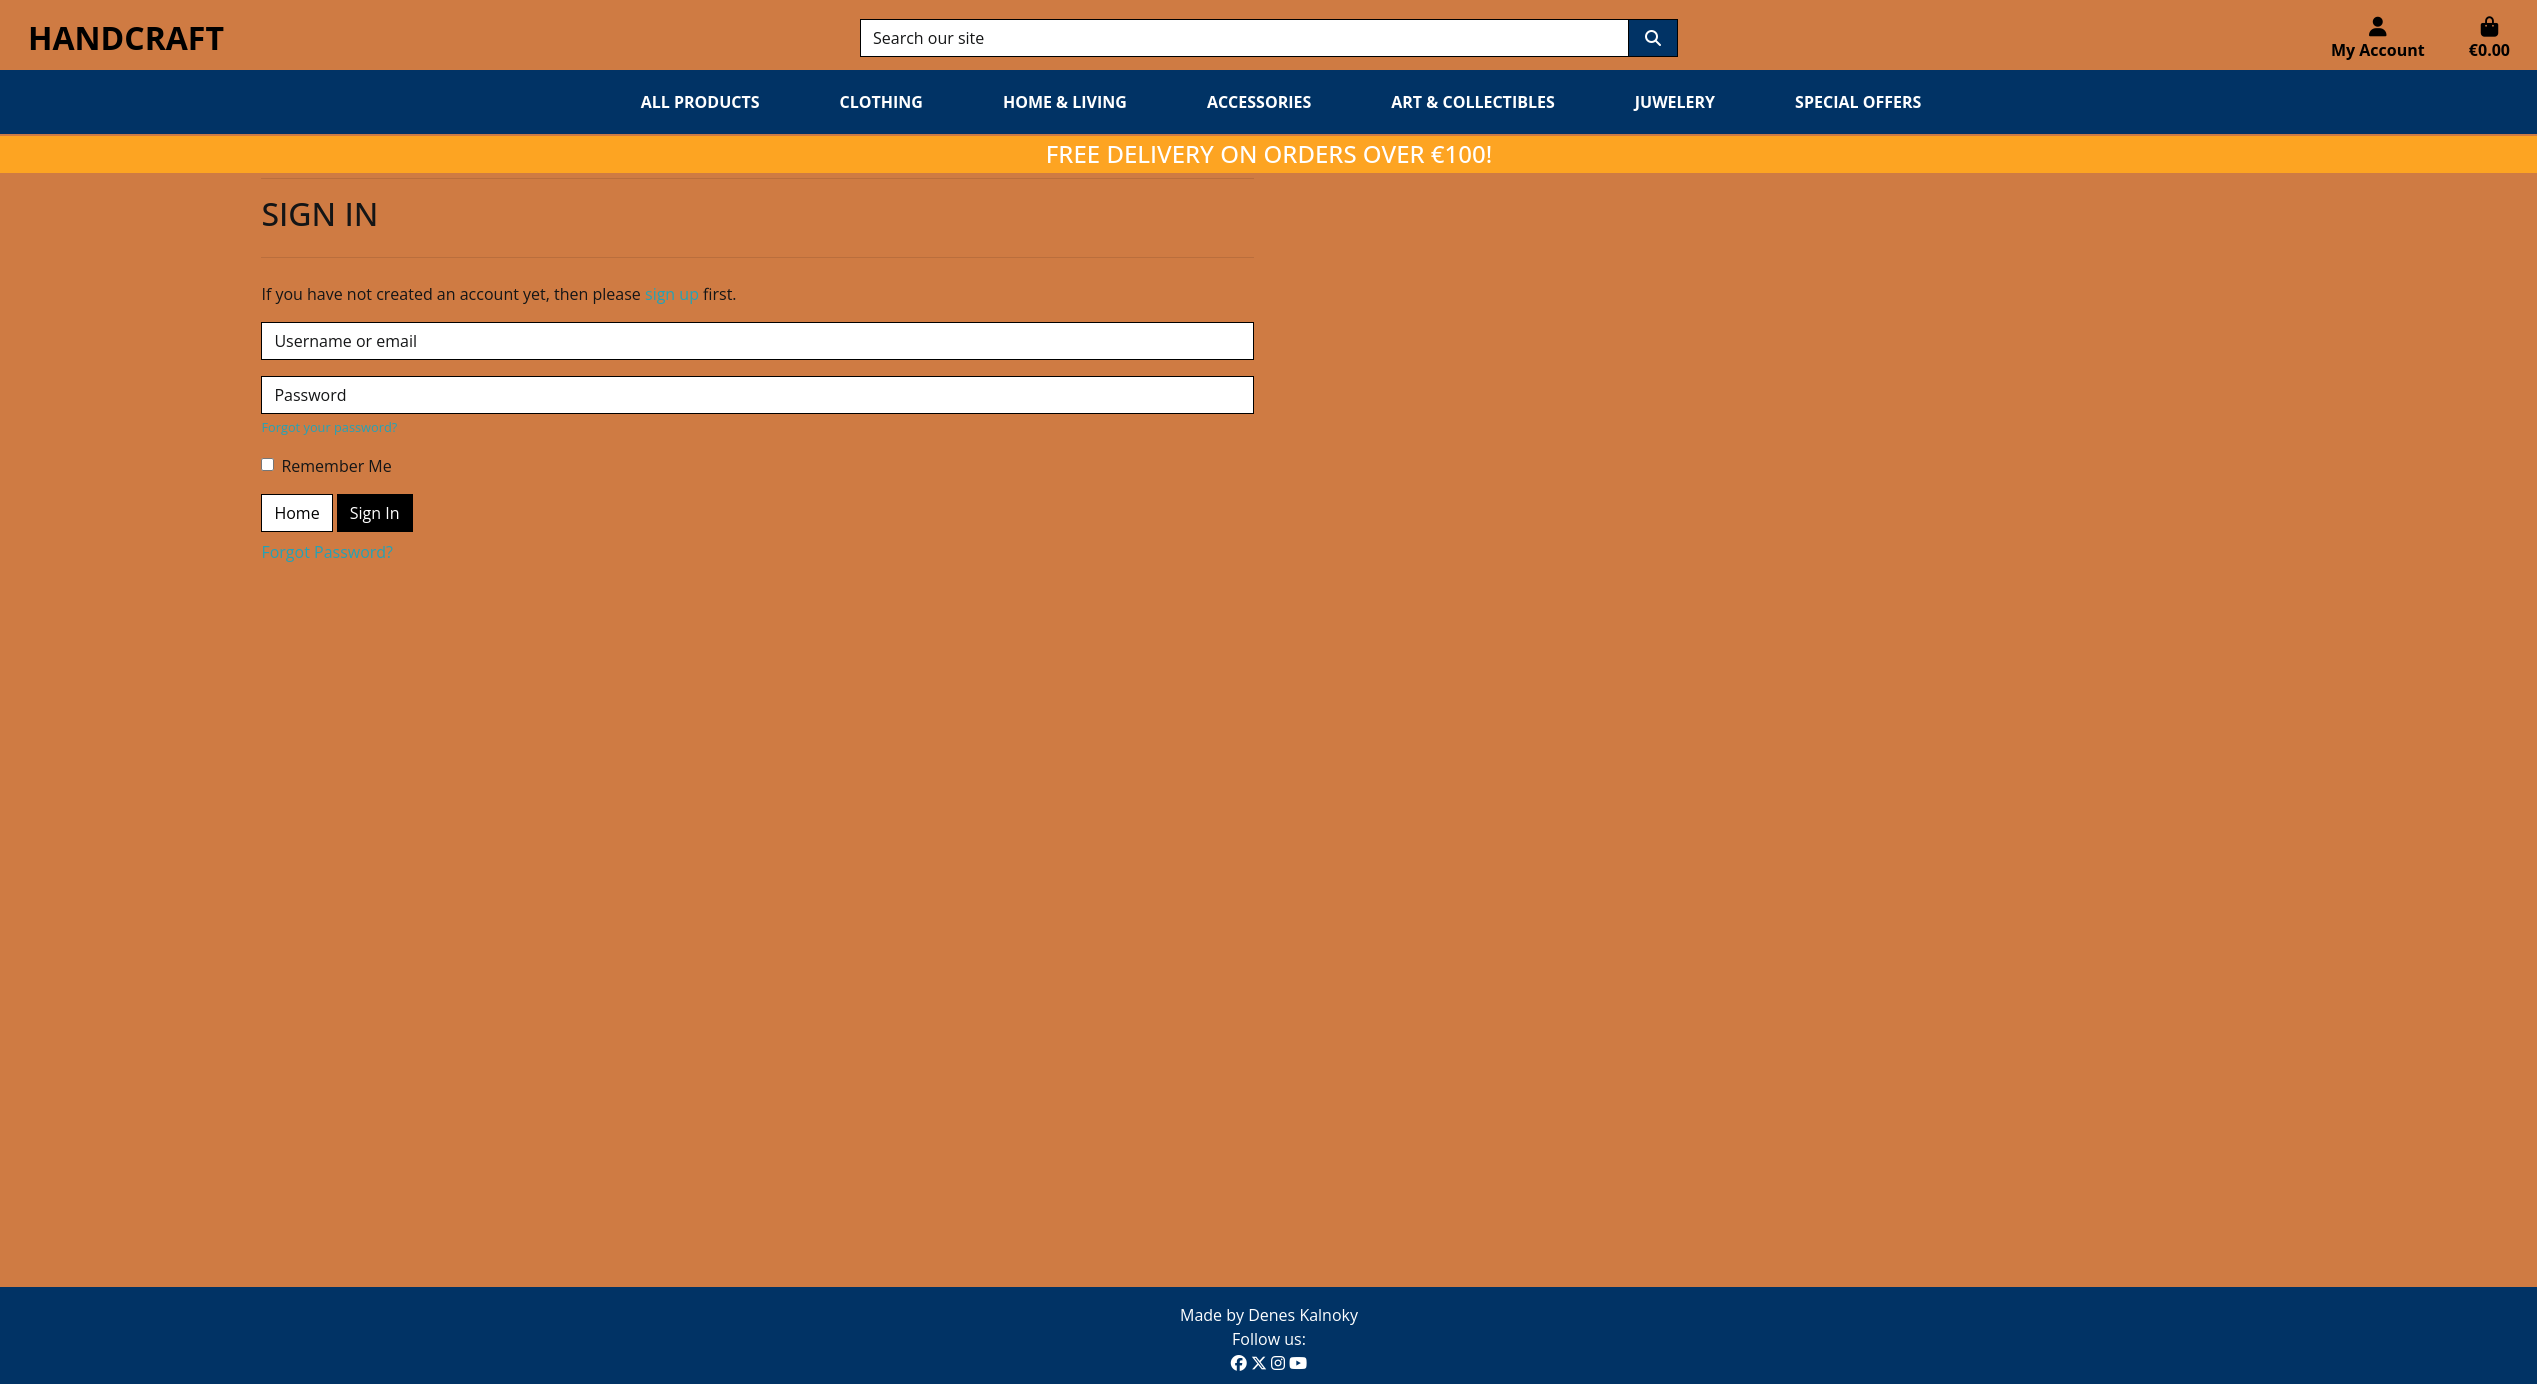 HANDCRAFT
Search our site
My Account
€0.00
ALL PRODUCTS CLOTHING HOME & LIVING ACCESSORIES ART & COLLECTIBLES JUWELERY SPECIAL OFFERS
FREE DELIVERY ON ORDERS OVER €100!
SIGN IN
If you have not created an account yet, then please sign up first.
Username or email
Password
Forgot your password?
Remember Me
Home Sign In
Forgot Password?
Made by Denes Kalnoky
Follow us: